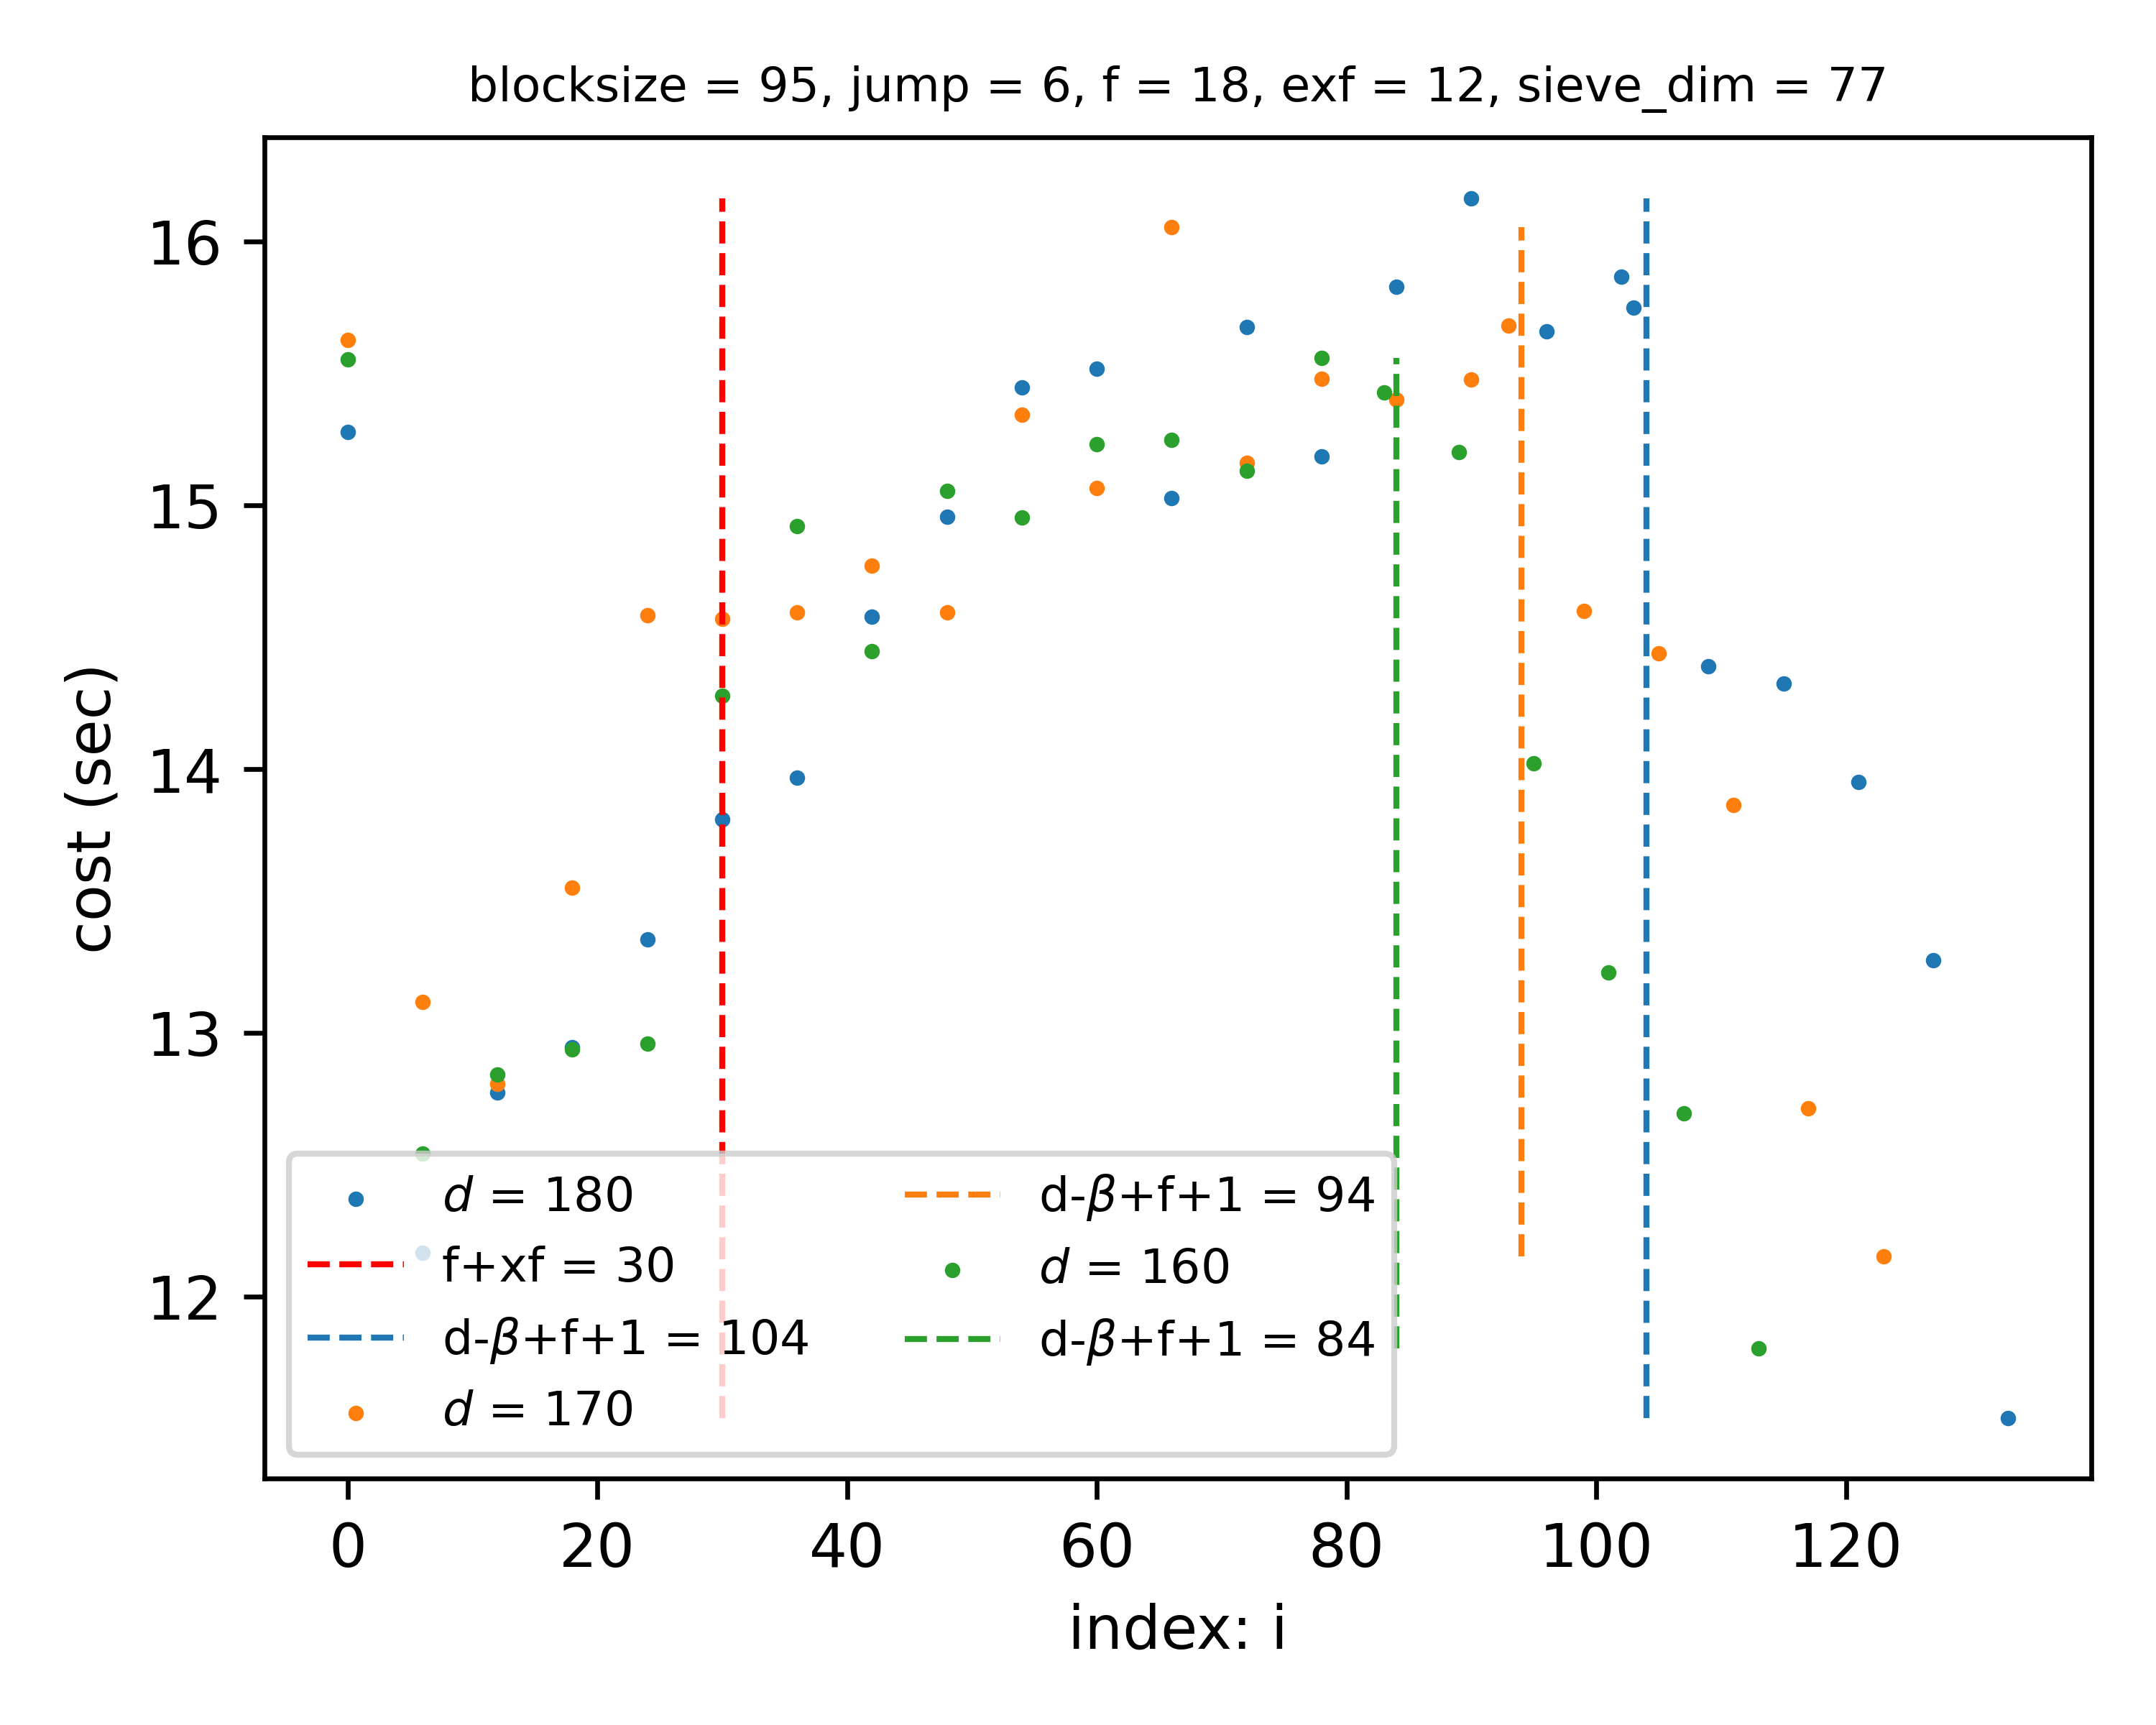 blocksize = 95, jump = 6, f = 18, exf = 12, sieve_dim = 77
cost (sec)
16
15
14
13
12
d = 180
f+xf = 30
d-β+f+1 = 104
d = 170
d-β+f+1 = 94
d = 160
d-β+f+1 = 84
0 20 40 60 80 100 120
index: i